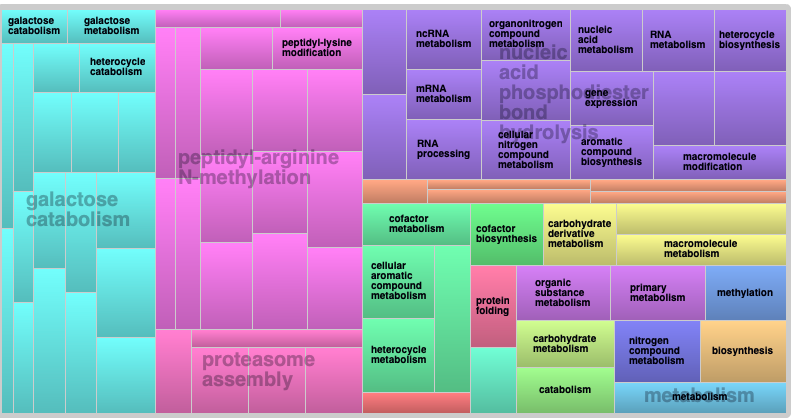 galactose
catabolism
galactose
metabolism
heterocycle
catabolism
galactose
catabolism
peptidyl-lysine
modification
peptidyl-arginine
N-methylation
proteasome
assembly
ncRNA
metabolism
organonitrogen
compound
metabolism
nucleic
acid
metabolism
RNA
metabolism
heterocycle
biosynthesis
mRNA
metabolism
gene
expression
RNA
processing
cellular
nitrogen
compound
metabolism
aromatic
compound
biosynthesis
macromolecule
modification
nucleic
acid
phosphodiester
bond
hydrolysis
cofactor
metabolism
cofactor
biosynthesis
carbohydrate
derivative
metabolism
macromolecule
metabolism
cellular
aromatic
compound
metabolism
heterocycle
metabolism
protein
folding
organic
substance
metabolism
primary
metabolism
methylation
carbohydrate
metabolism
nitrogen
compound
metabolism
biosynthesis
catabolism
metabolism
metabolism